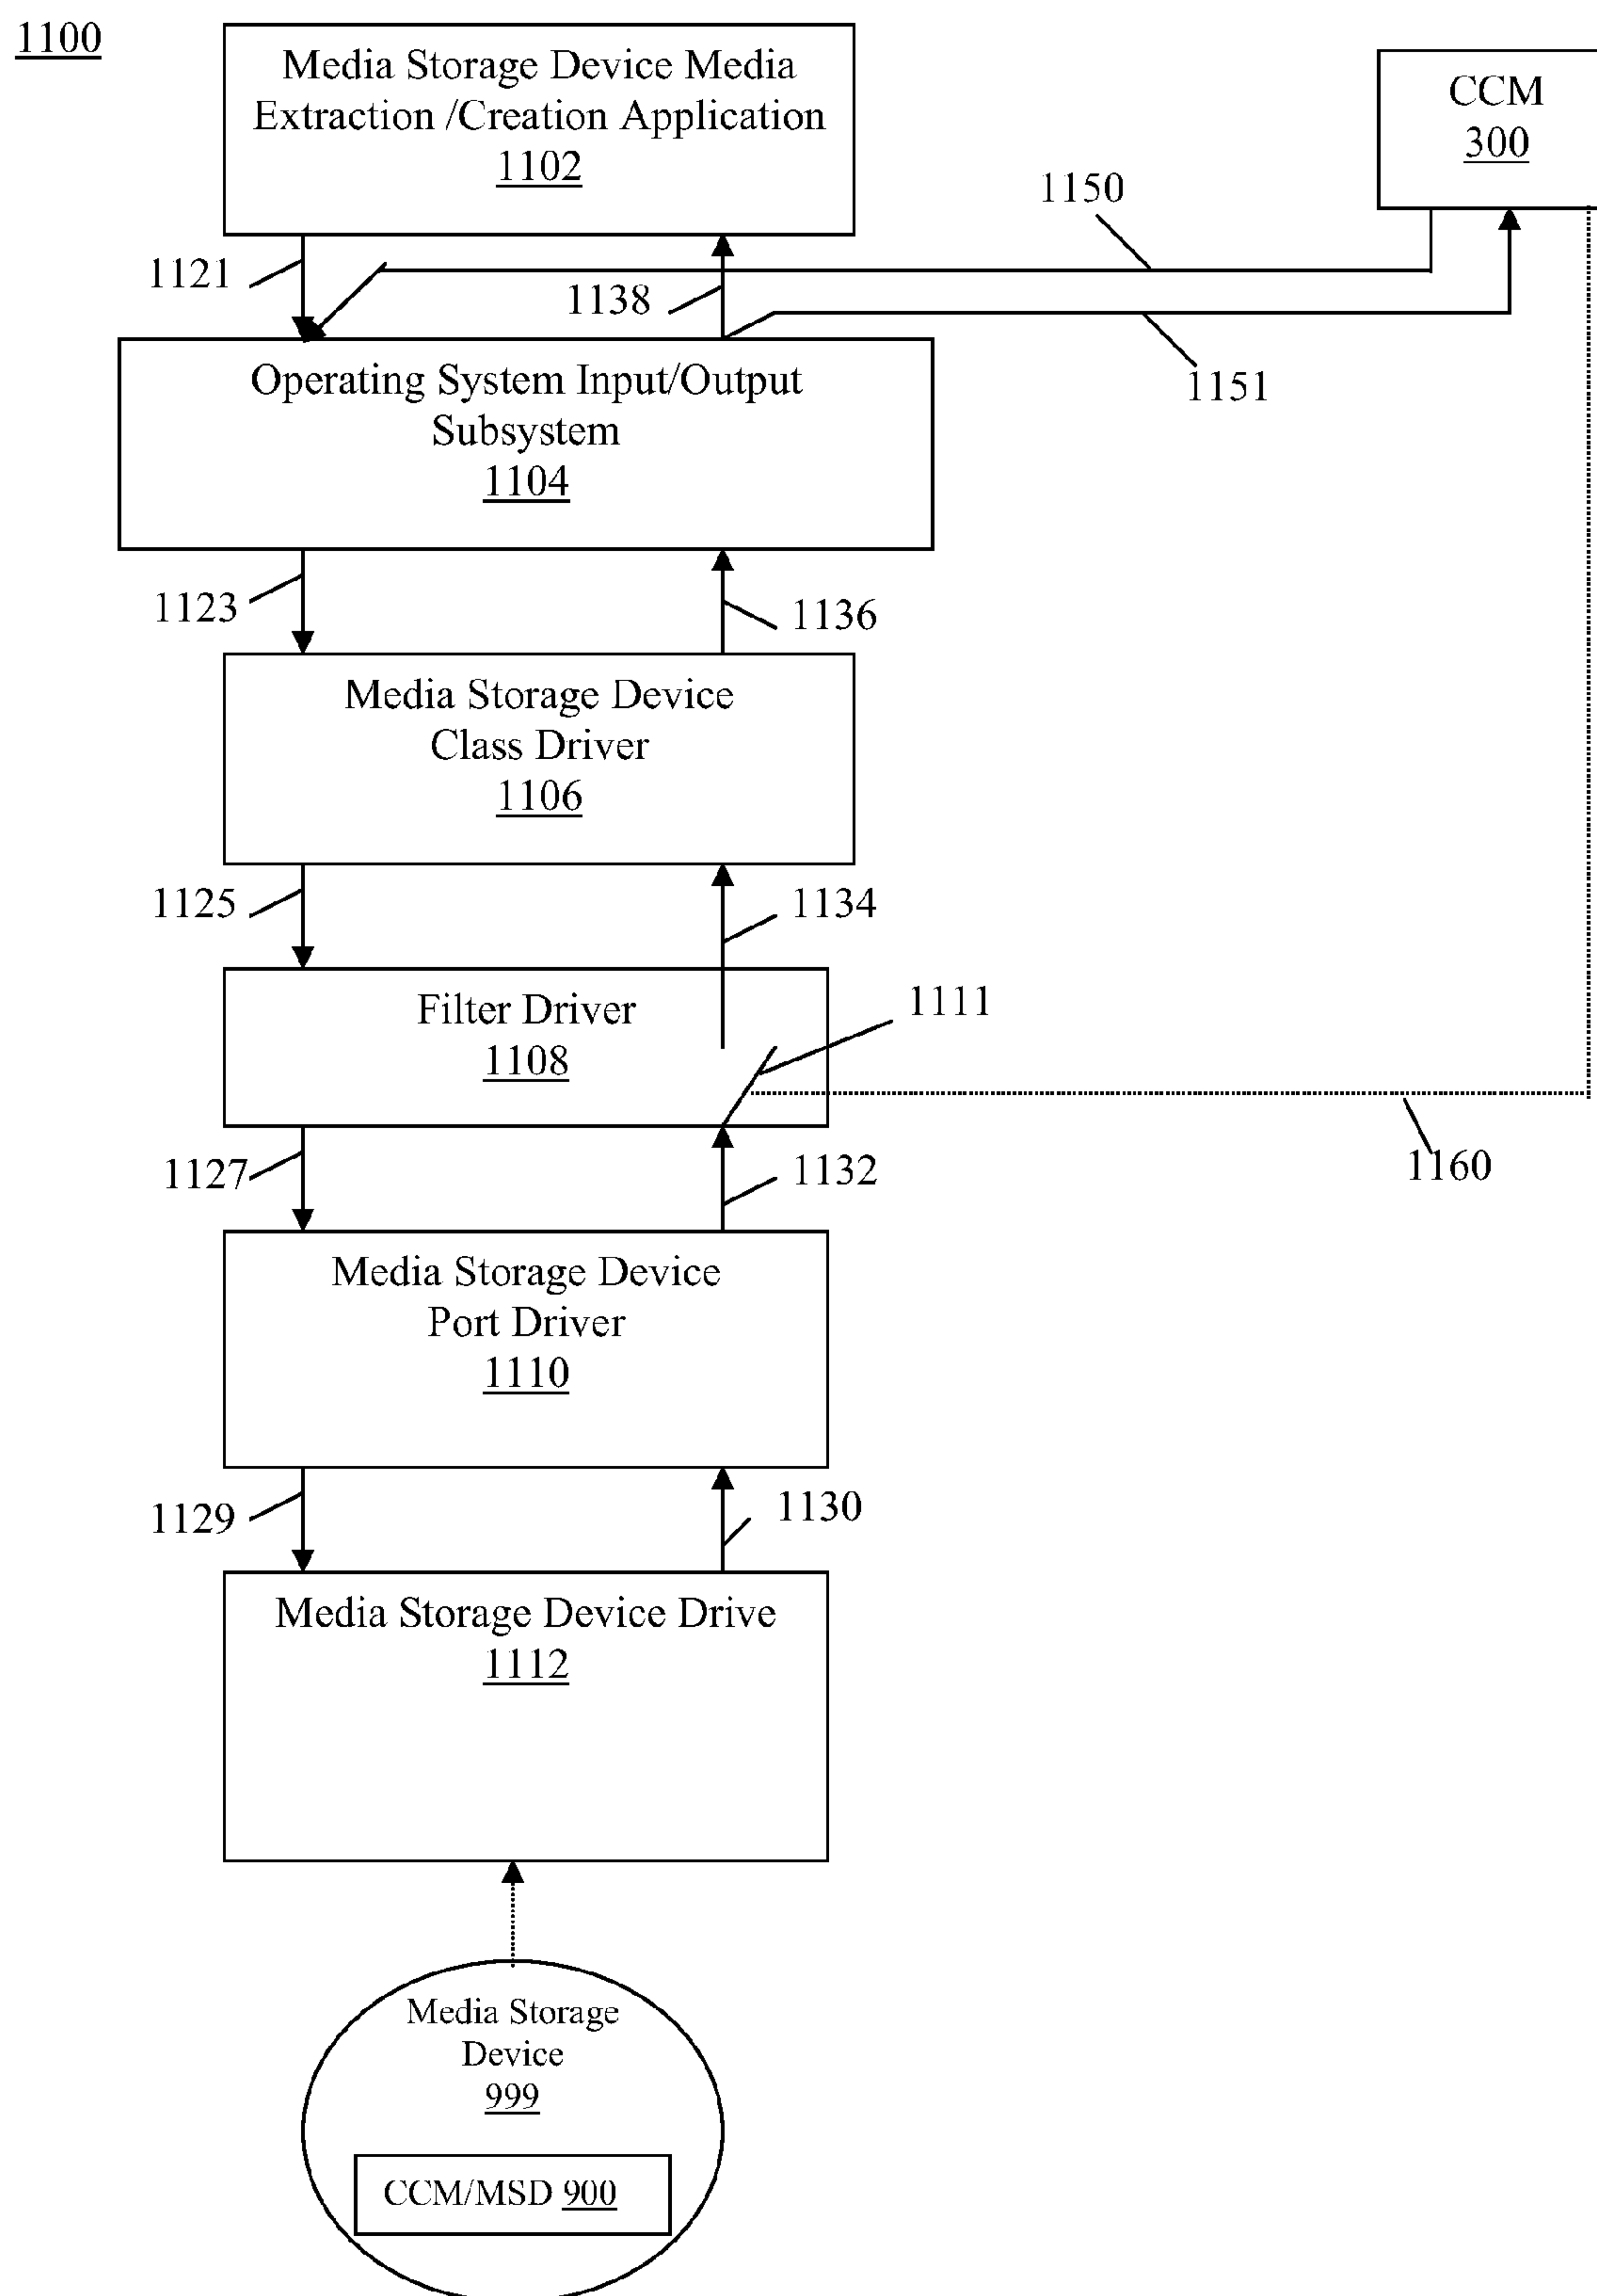 1100
Media Storage Device Media
Extraction /Creation Application
1102
CCM
300
1150
1121
1138
1151
Operating System Input/Output
Subsystem
1104
1123
1136
Media Storage Device
Class Driver
1106
1125
1134
Filter Driver
1108
1111
1127
1132
1160
Media Storage Device
Port Driver
1110
1129
1130
Media Storage Device Drive
1112
Media Storage
Device
999
CCM/MSD 900